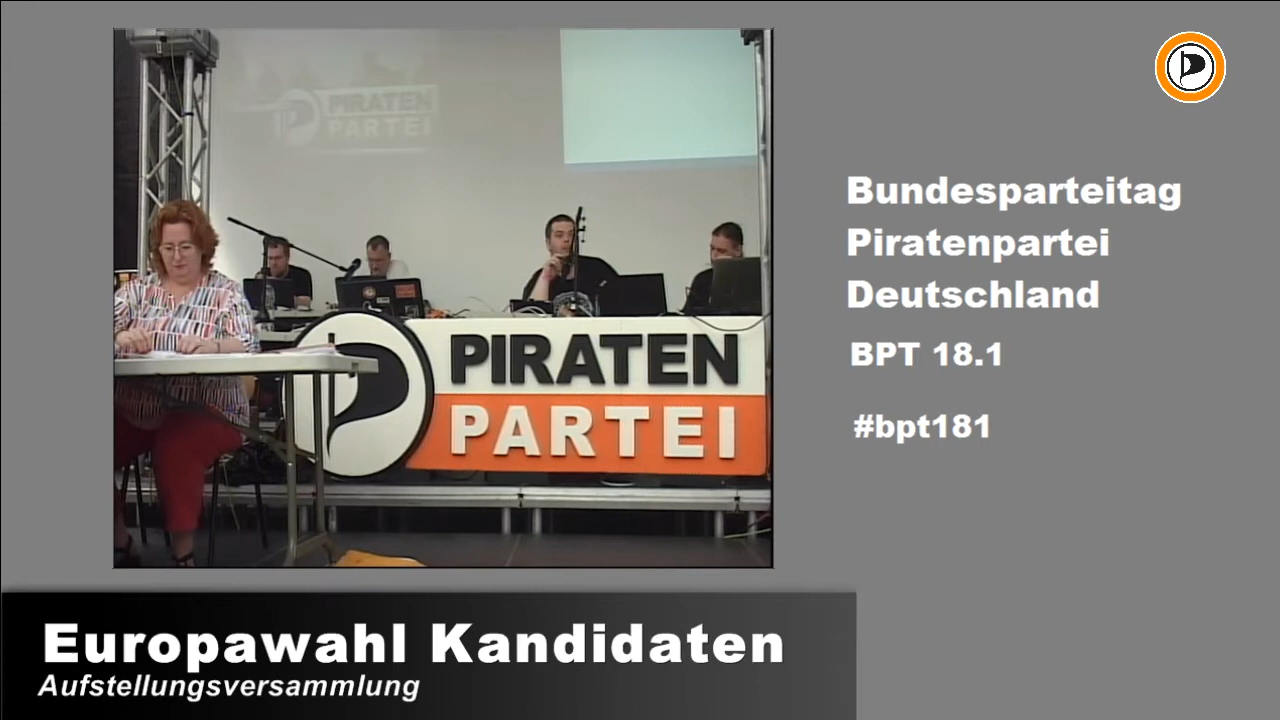 PIRATEN
PARTEI
PIRATEN
PARTEI
Bundesparteitag
Piratenpartei
Deutschland
BPT 18.1
#bpt181
Europawahl Kandidaten
Aufstellungsversammlung